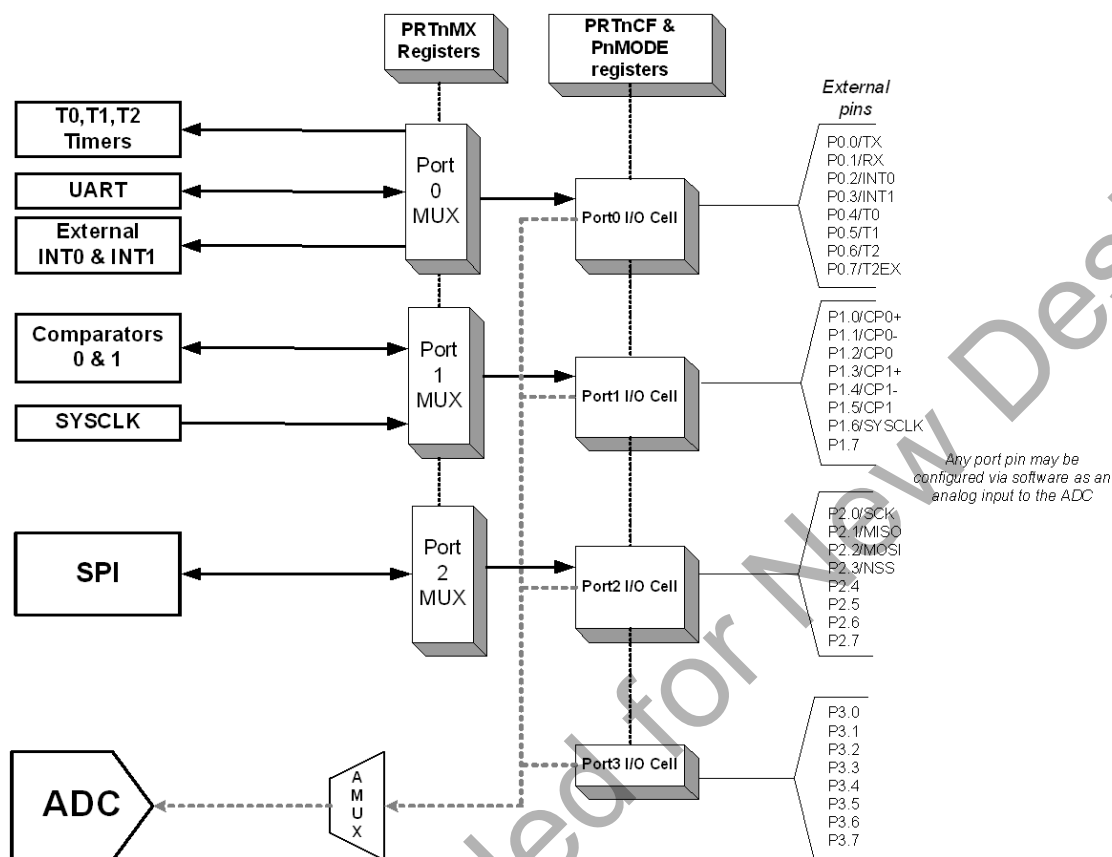 PRTnMX
Registers
PRTnCF &
PnMODE
registers
External
pins
T0,T1,T2
Timers
UART
External
INT0 & INT1
Port
0
MUX
Port0 I/O Cell
P0.0/TX
P0.1/RX
P0.2/INT0
P0.3/INT1
P0.4/T0
P0.5/T1
P0.6/T2
P0.7/T2EX
Comparators
0 & 1
SYSCLK
Port
1
MUX
Port1 I/O Cell
P1.0/CP0+
P1.1/CP0-
P1.2/CP0
P1.3/CP1+
P1.4/CP1-
P1.5/CP1
P1.6/SYSCLK
P1.7
Any port pin may be
configured via software as an
analog input to the ADC
SPI
Port
2
MUX
Port2 I/O Cell
P2.0/SCK
P2.1/MISO
P2.2/MOSI
P2.3/NSS
P2.4
P2.5
P2.6
P2.7
ADC
AMUX
Port3 I/O Cell
P3.0
P3.1
P3.2
P3.3
P3.4
P3.5
P3.6
P3.7
ded for New Des